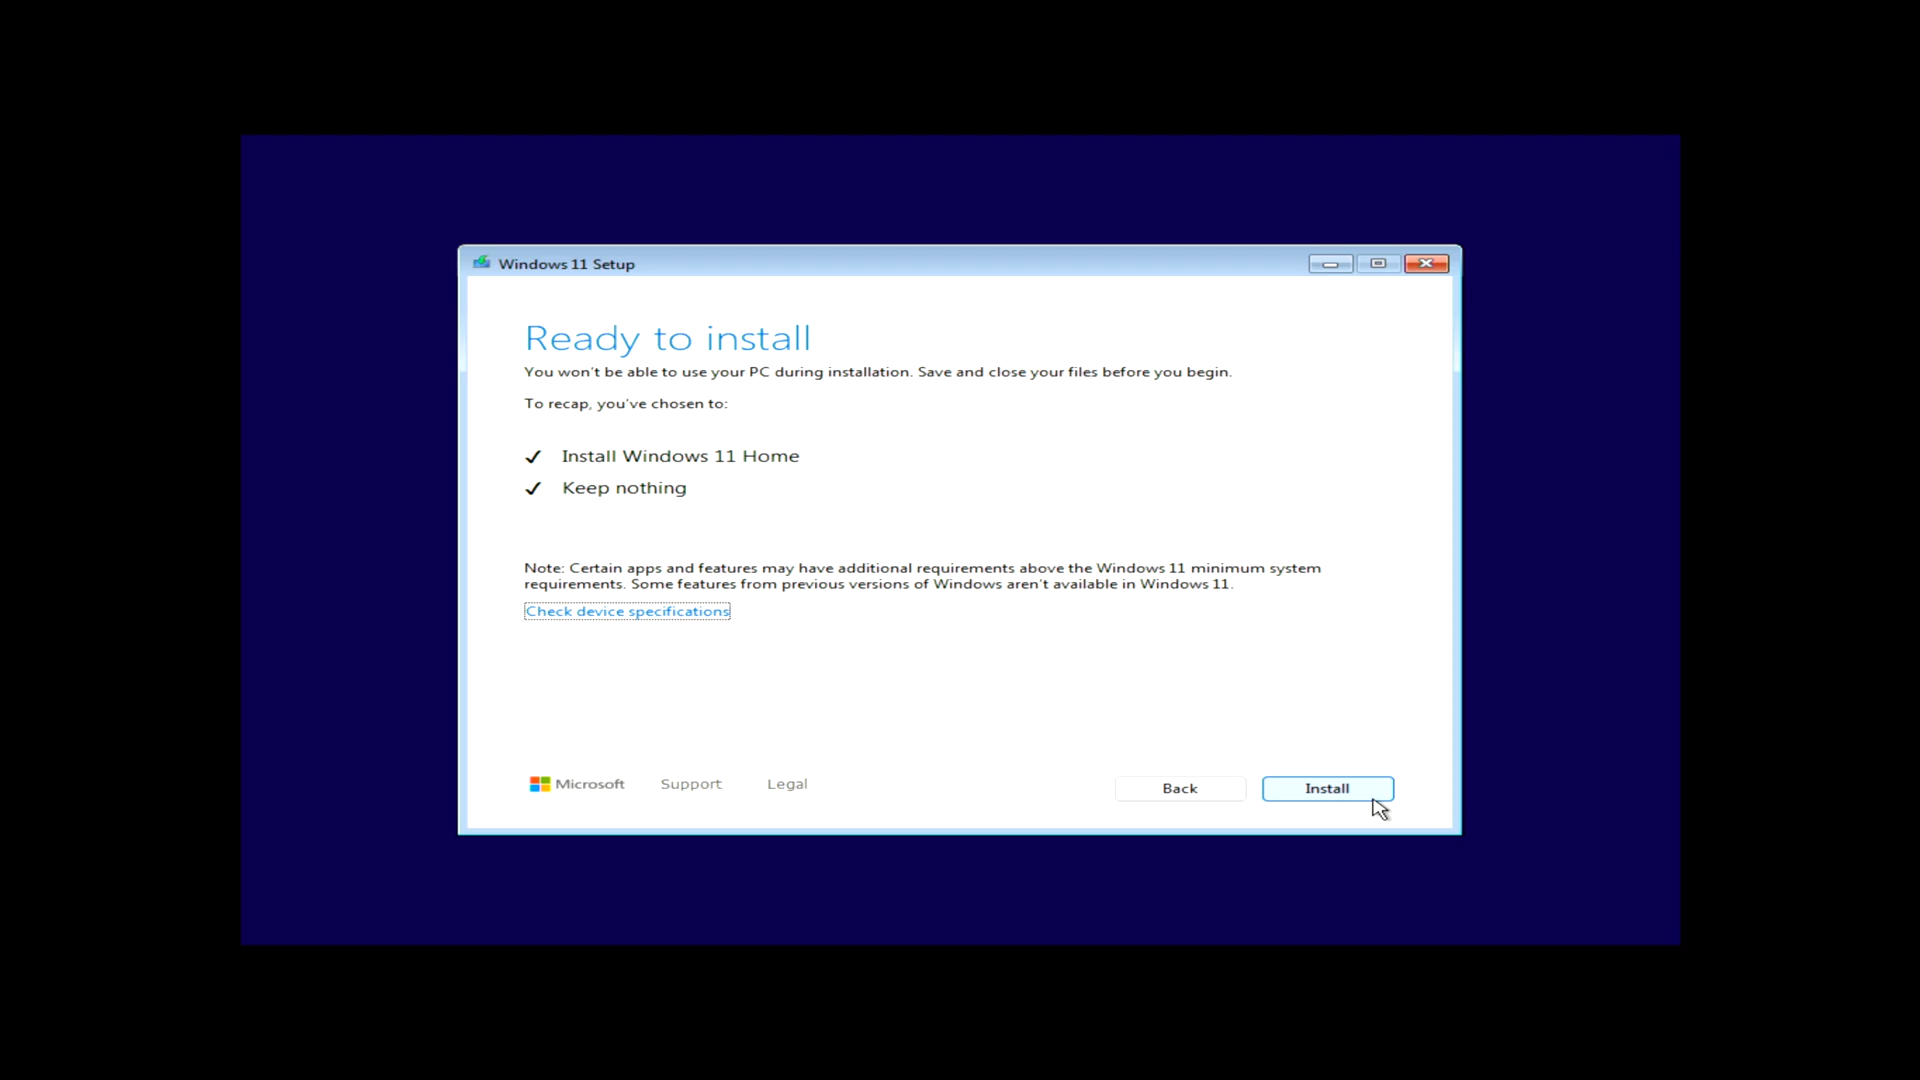 Windows 11 Setup
Ready to install
You won't be able to use your PC during installation. Save and close your files before you begin.
To recap, you've chosen to:
✓ Install Windows 11 Home
✓ Keep nothing
Note: Certain apps and features may have additional requirements above the Windows 11 minimum system
requirements. Some features from previous versions of Windows aren't available in Windows 11.
Check device specifications
Microsoft Support Legal Back Install